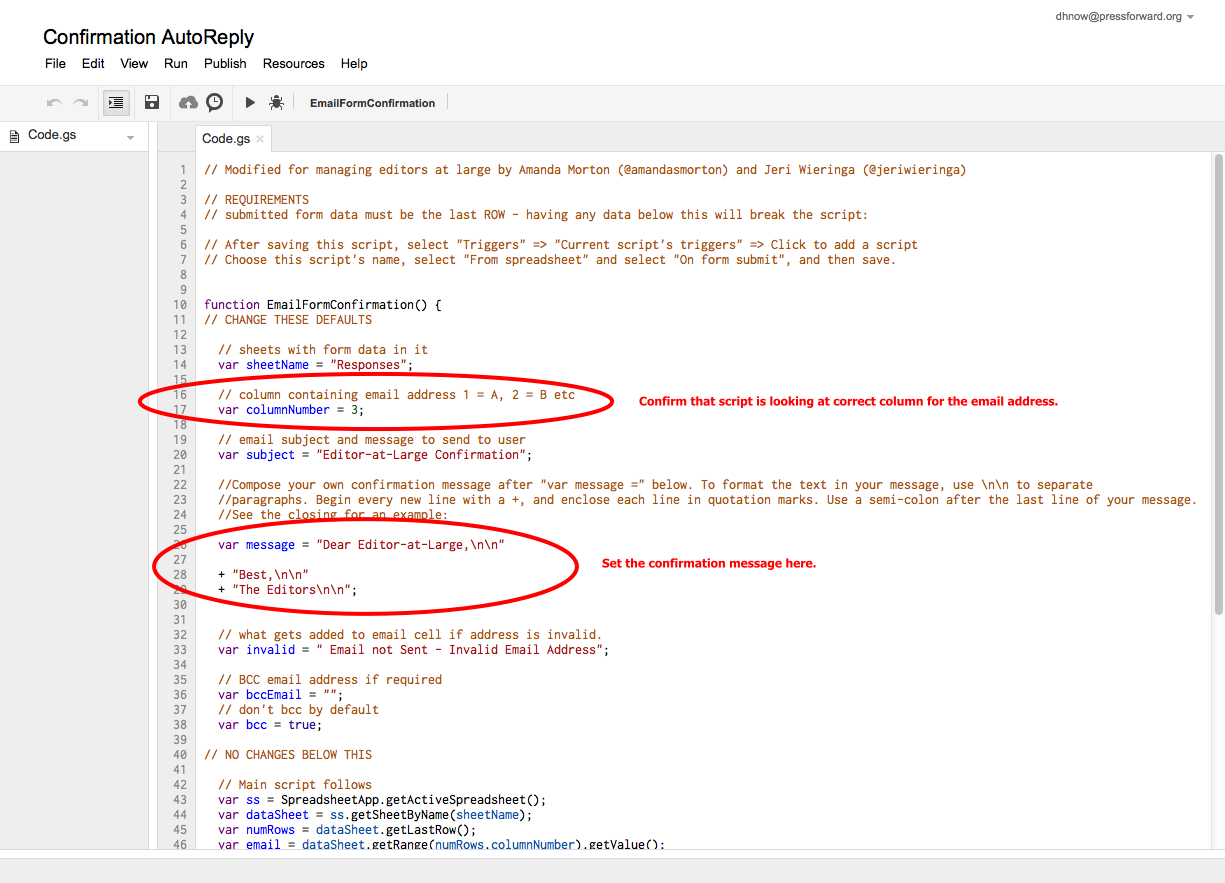 dhnow@pressforward.org
Confirmation AutoReply
File Edit View Run Publish Resources Help
EmailFormConfirmation
Code.gs
Code.gs ×
1 // Modified for managing editors at large by Amanda Morton (@amandasmorton) and Jeri Wieringa (@jeriwieringa)
2
3 // REQUIREMENTS
4 // submitted form data must be the last ROW - having any data below this will break the script:
5
6 // After saving this script, select "Triggers" => "Current script's triggers" => Click to add a script
7 // Choose this script's name, select "From spreadsheet" and select "On form submit", and then save.
8
9
10 function EmailFormConfirmation() {
11 // CHANGE THESE DEFAULTS
12
13 // sheets with form data in it
14 var sheetName = "Responses";
15
16 // column containing email address 1 = A, 2 = B etc
17 var columnNumber = 3;
Confirm that script is looking at correct column for the email address.
18
19 // email subject and message to send to user
20 var subject = "Editor-at-Large Confirmation";
21
22 //Compose your own confirmation message after "var message =" below. To format the text in your message, use \n\n to separate
23 //paragraphs. Begin every new line with a +, and enclose each line in quotation marks. Use a semi-colon after the last line of your message.
24 //See the closing for an example:
25
26 var message = "Dear Editor-at-Large,\n\n"
27
Set the confirmation message here.
28 + "Best,\n\n"
29 + "The Editors\n\n";
30
31
32 // what gets added to email cell if address is invalid.
33 var invalid = " Email not Sent - Invalid Email Address";
34
35 // BCC email address if required
36 var bccEmail = "";
37 // don't bcc by default
38 var bcc = true;
39
40 // NO CHANGES BELOW THIS
41
42 // Main script follows
43 var ss = SpreadsheetApp.getActiveSpreadsheet();
44 var dataSheet = ss.getSheetByName(sheetName);
45 var numRows = dataSheet.getLastRow();
46 var email = dataSheet.getRange(numRows,columnNumber).getValue();